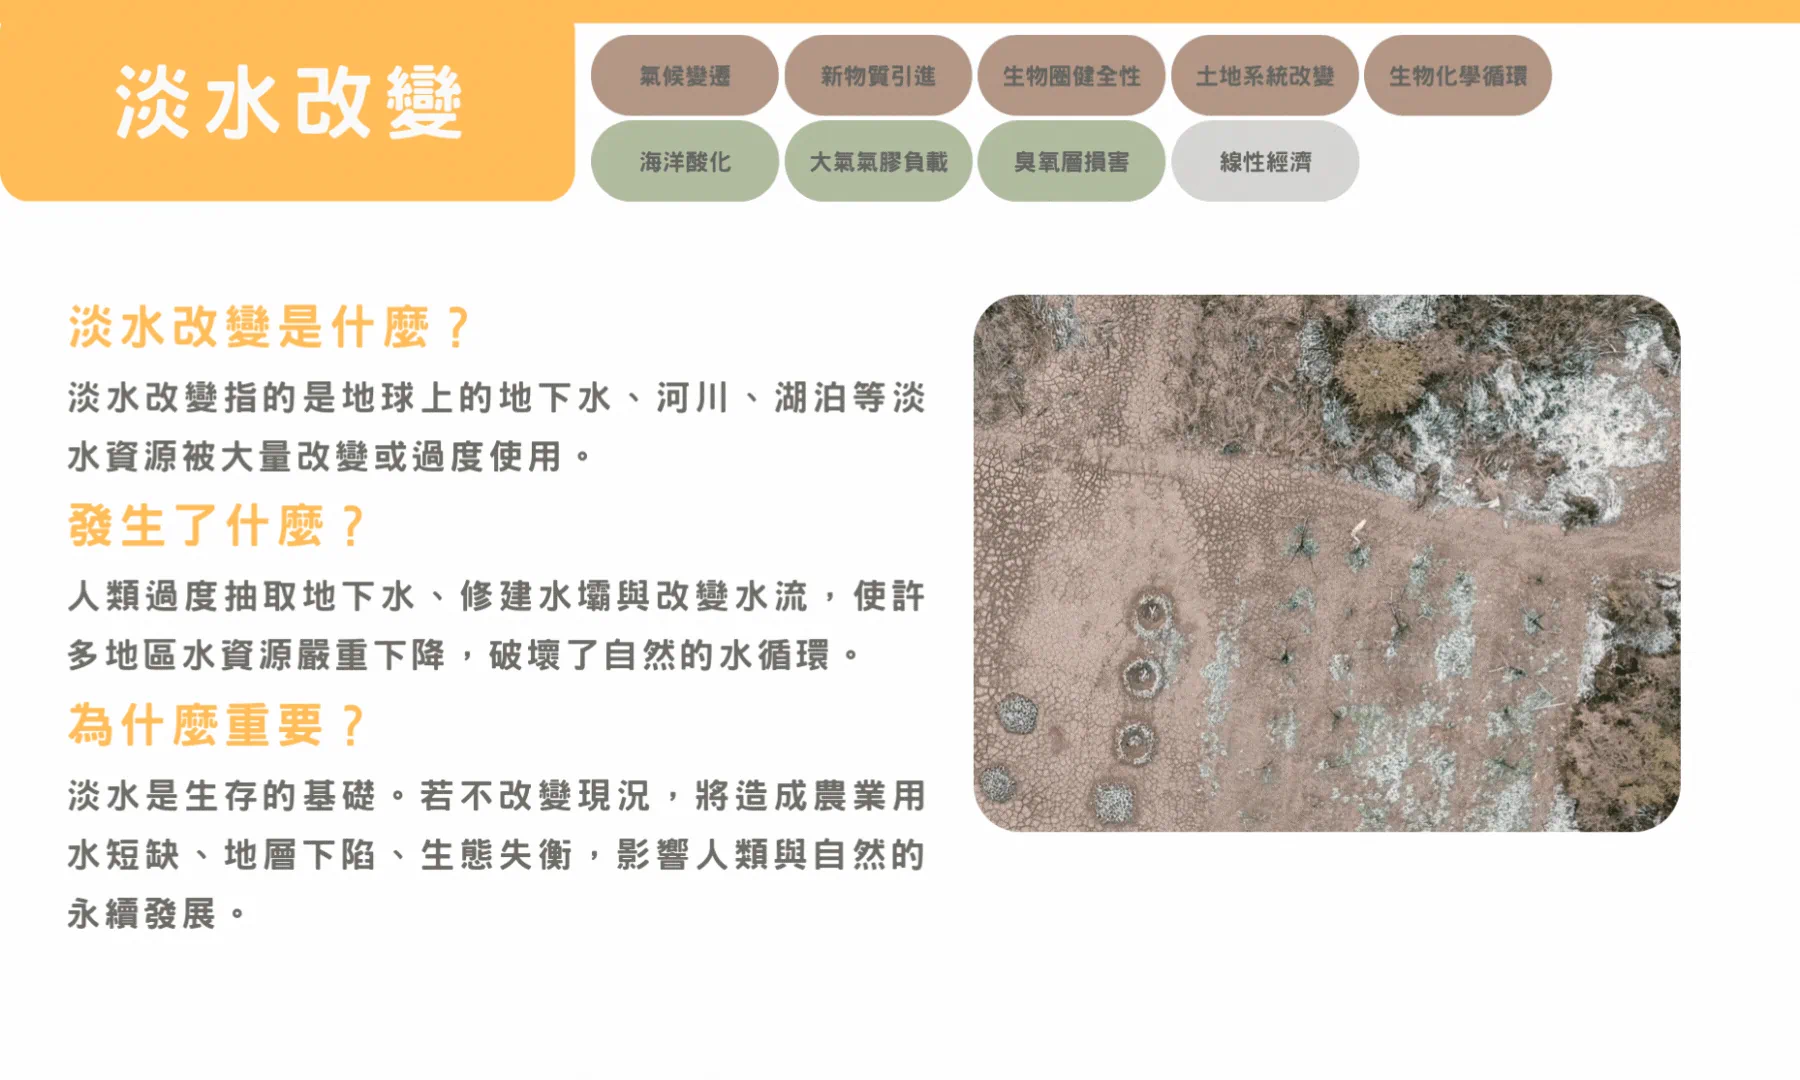 淡水改變
氣候變遷
新物質引進
生物圈健全性
土地系統改變
生物化學循環
海洋酸化
大氣氣膠負載
臭氧層損害
線性經濟
淡水改變是什麼？
淡水改變指的是地球上的地下水、河川、湖泊等淡
水資源被大量改變或過度使用。
發生了什麼？
人類過度抽取地下水、修建水壩與改變水流，使許
多地區水資源嚴重下降，破壞了自然的水循環。
為什麼重要？
淡水是生存的基礎。若不改變現況，將造成農業用
水短缺、地層下陷、生態失衡，影響人類與自然的
永續發展。